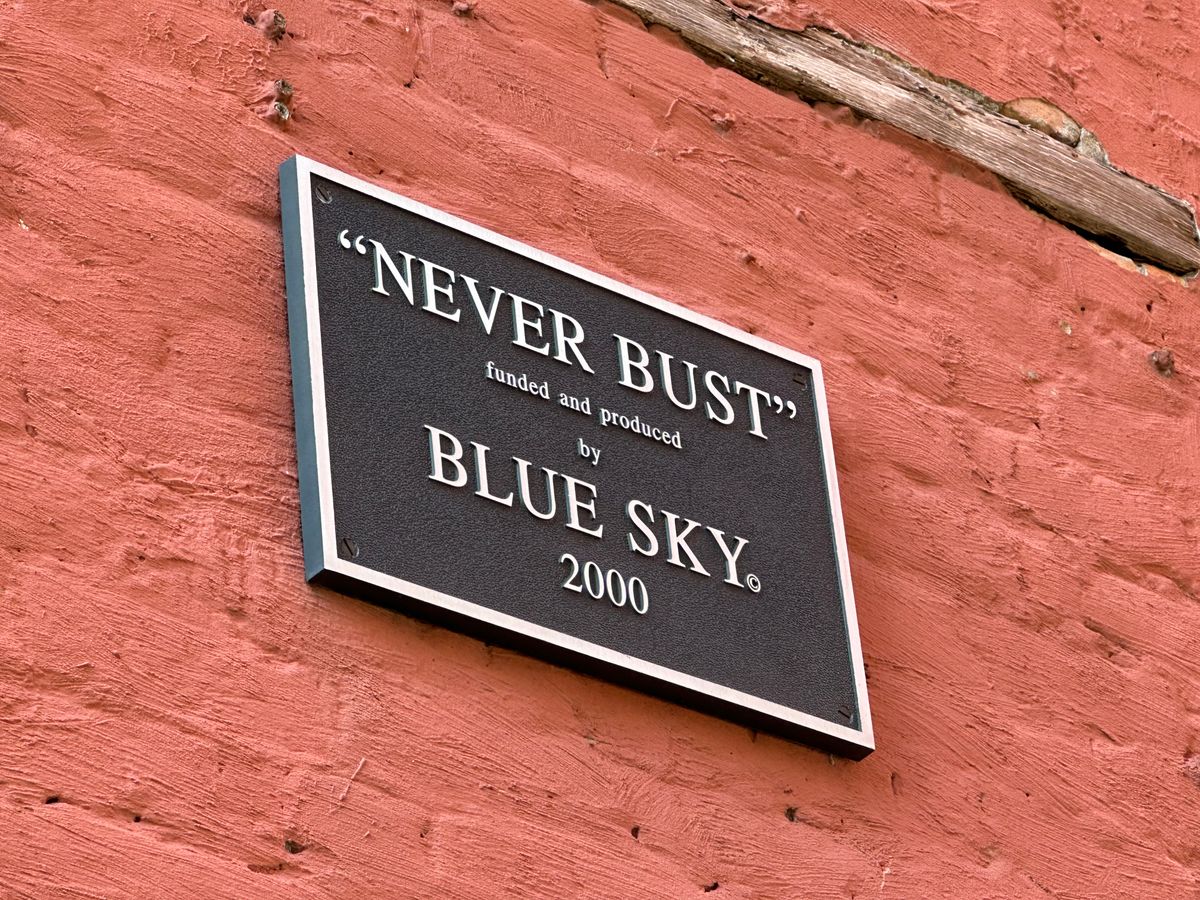 “NEVER BUST”
funded and produced
by
BLUE SKY©
2000